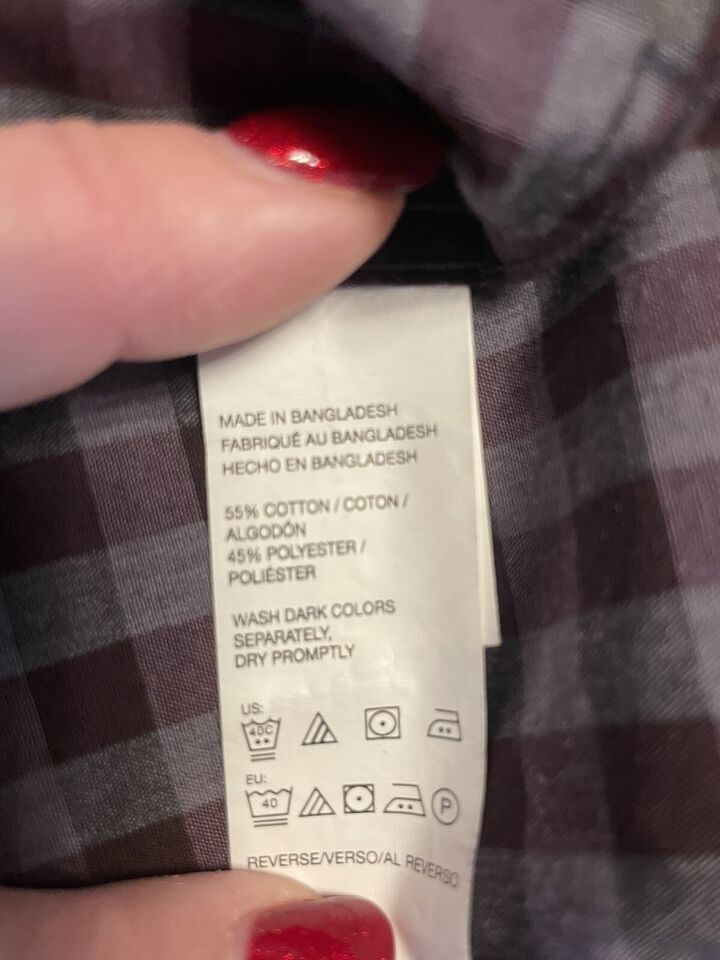 MADE IN BANGLADESH
FABRIQUÉ AU BANGLADESH
HECHO EN BANGLADESH
55% COTTON / COTON /
ALGODÓN
45% POLYESTER /
POLIÉSTER
WASH DARK COLORS
SEPARATELY,
DRY PROMPTLY
US:
40C
EU:
40 P
REVERSE/VERSO/AL REVERSO